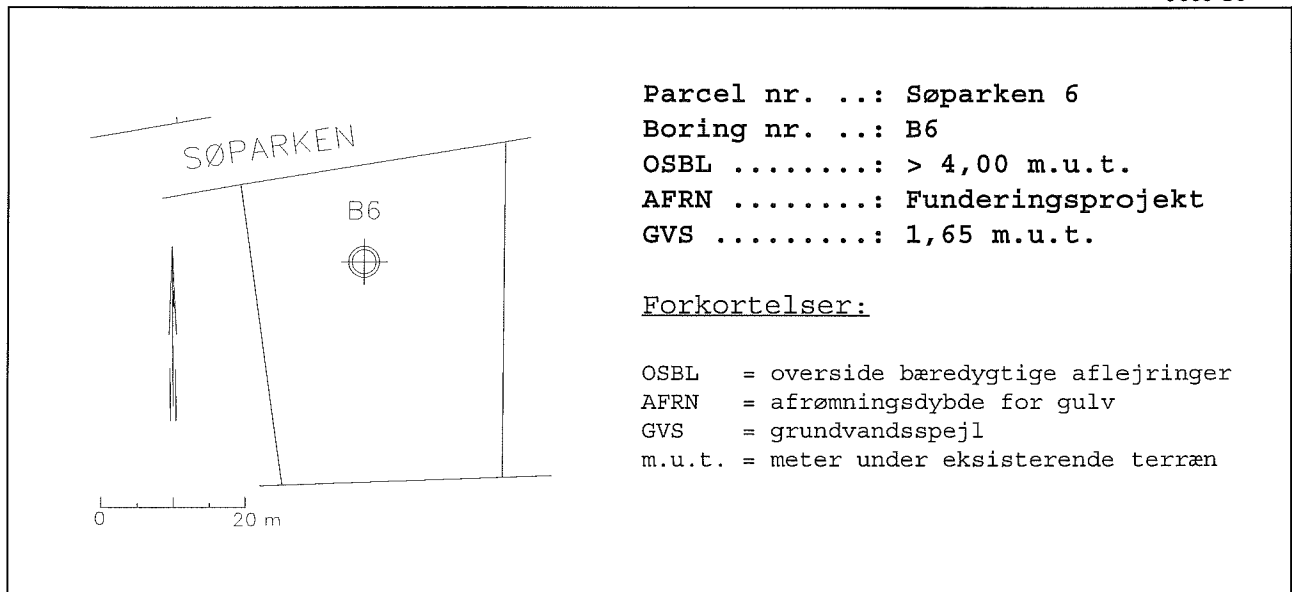 SØPARKEN
B6
0 20 m
Parcel nr. ..: Søparken 6
Boring nr. ..: B6
OSBL ........: > 4,00 m.u.t.
AFRN ........: Funderingsprojekt
GVS .........: 1,65 m.u.t.
Forkortelser:
OSBL = overside bæredygtige aflejringer
AFRN = afrømningsdybde for gulv
GVS = grundvandsspejl
m.u.t. = meter under eksisterende terræn